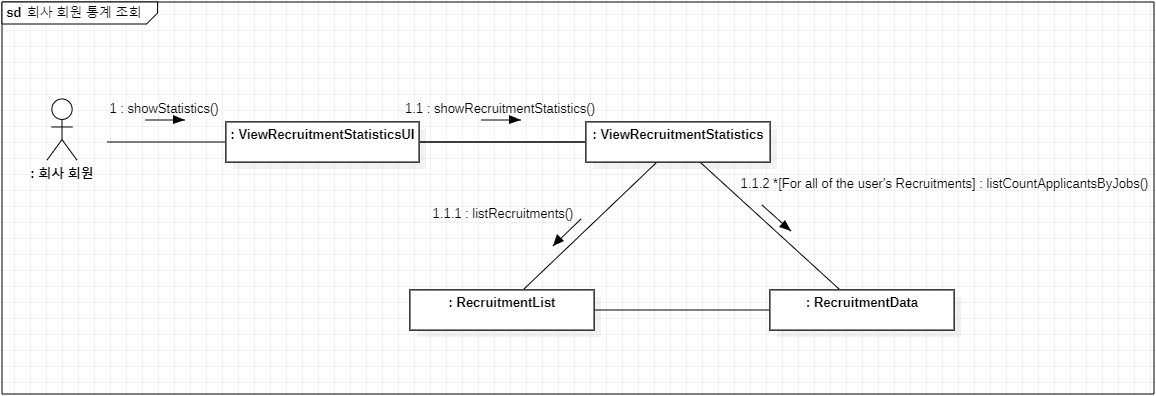 sd 회사 회원 통계 조회
1 : showStatistics()
1.1 : showRecruitmentStatistics()
: 회사 회원
: ViewRecruitmentStatisticsUI
: ViewRecruitmentStatistics
1.1.2 *[For all of the user's Recruitments] : listCountApplicantsByJobs()
1.1.1 : listRecruitments()
: RecruitmentList
: RecruitmentData